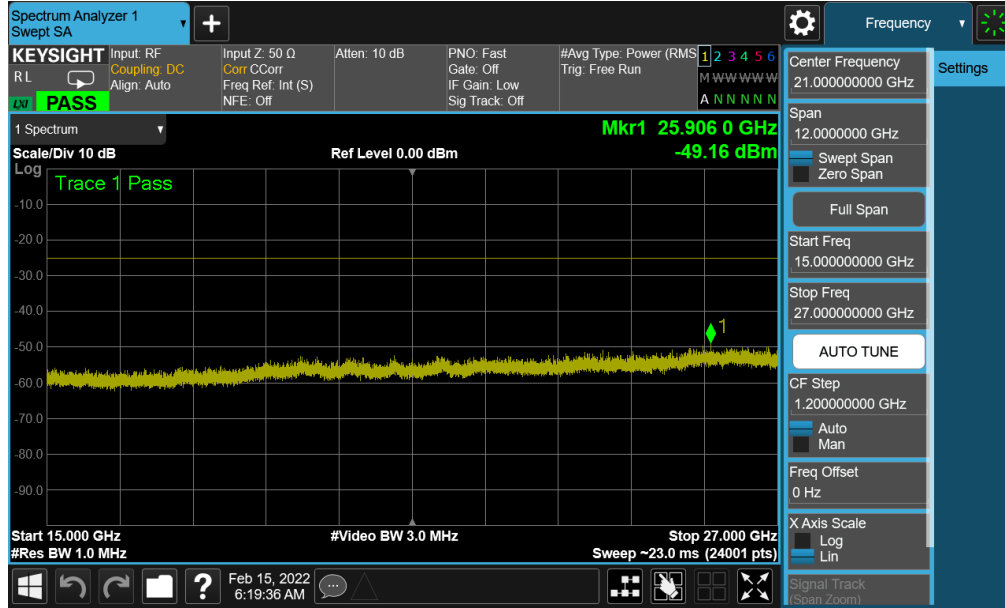 Spectrum Analyzer 1
Swept SA
Frequency
KEYSIGHT
R L
LXI
PASS
Input: RF
Coupling: DC
Align: Auto
Input Z: 50 Ω
Corr CCorr
Freq Ref: Int (S)
NFE: Off
Atten: 10 dB
PNO: Fast
Gate: Off
IF Gain: Low
Sig Track: Off
#Avg Type: Power (RMS
Trig: Free Run
1 2 3 4 5 6
M W W W W W
A N N N N N
1 Spectrum
Scale/Div 10 dB
Ref Level 0.00 dBm
Mkr1 25.906 0 GHz
-49.16 dBm
Log
Trace 1 Pass
-10.0
-20.0
-30.0
-40.0
1
-50.0
-60.0
-70.0
-80.0
-90.0
Start 15.000 GHz
#Video BW 3.0 MHz
Stop 27.000 GHz
#Res BW 1.0 MHz
Sweep ~23.0 ms (24001 pts)
?
Feb 15, 2022
6:19:36 AM
Center Frequency
21.000000000 GHz
Settings
Span
12.0000000 GHz
Swept Span
Zero Span
Full Span
Start Freq
15.000000000 GHz
Stop Freq
27.000000000 GHz
AUTO TUNE
CF Step
1.200000000 GHz
Auto
Man
Freq Offset
0 Hz
X Axis Scale
Log
Lin
Signal Track
(Span Zoom)